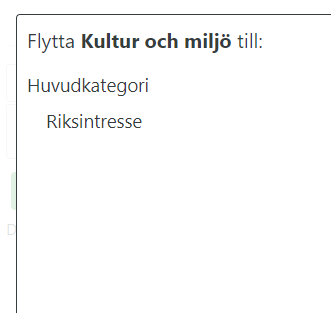 Flytta Kultur och miljö till:
Huvudkategori
Riksintresse
D